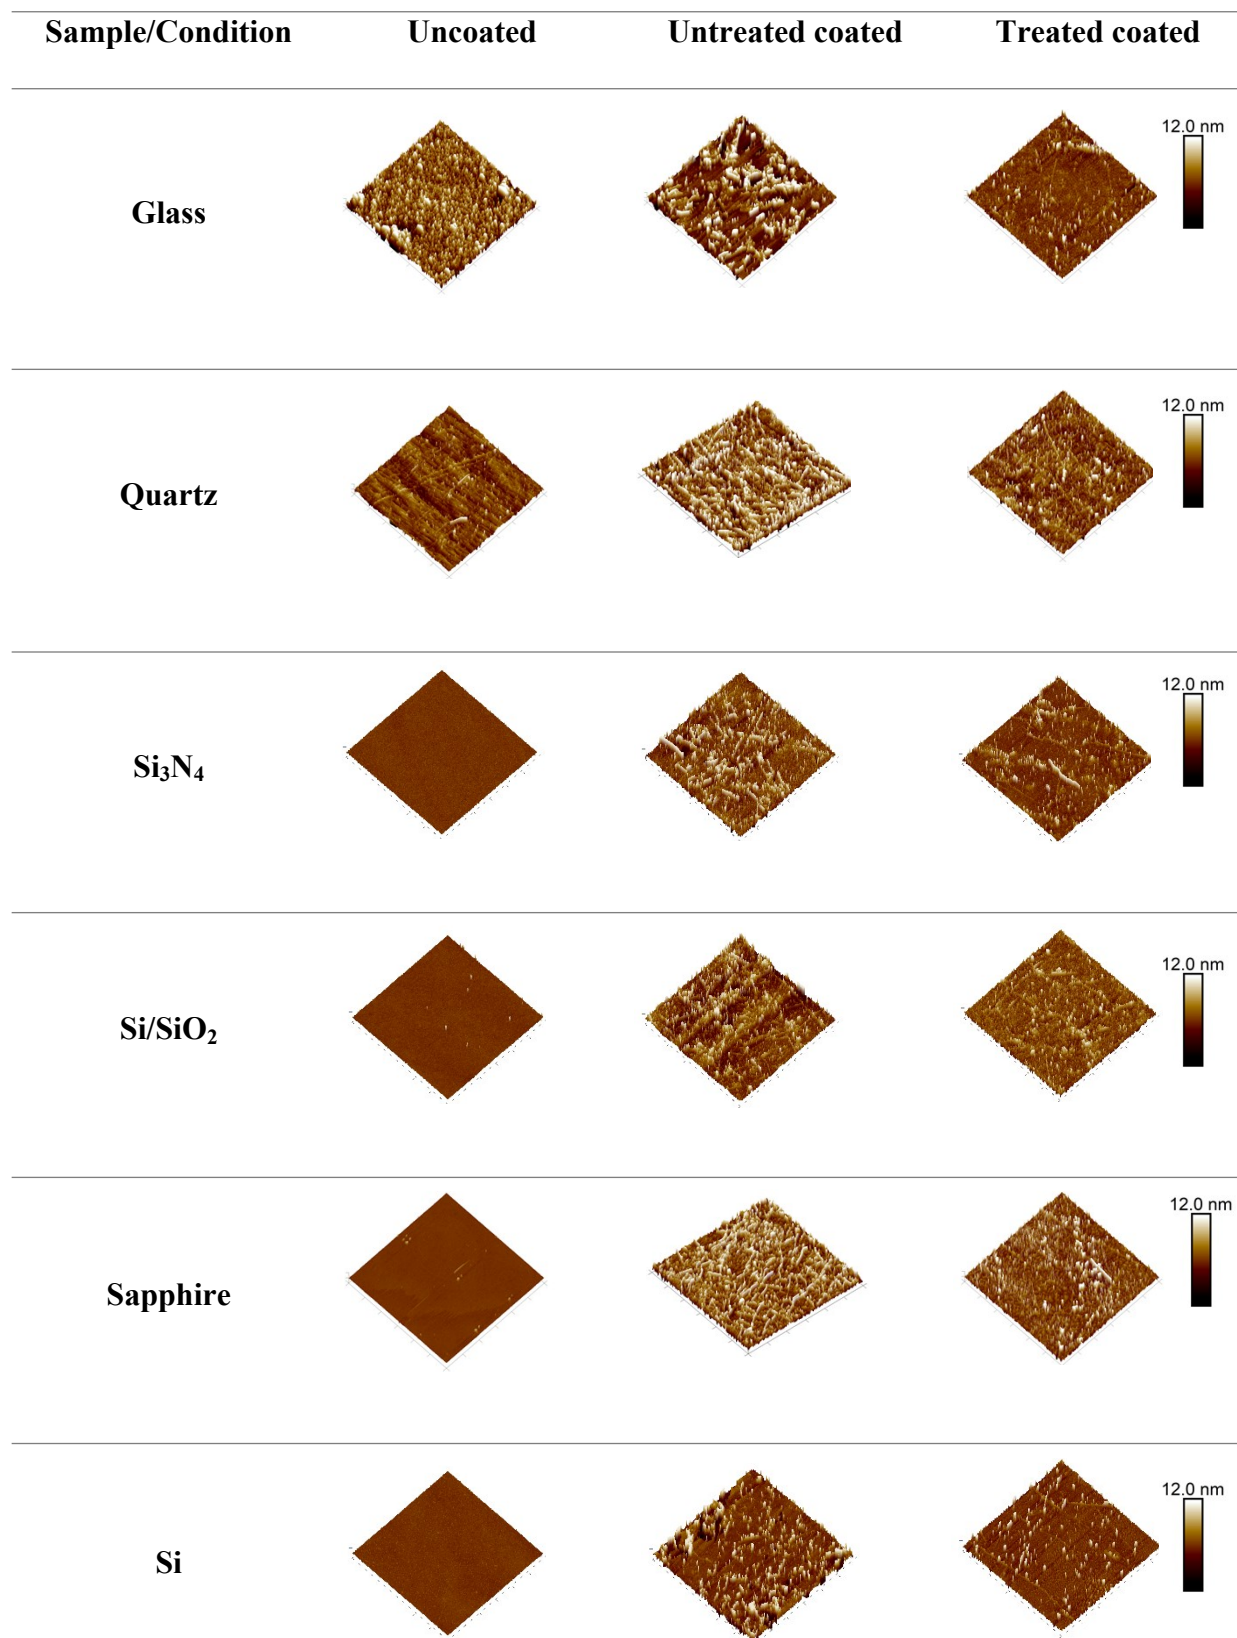 Sample/Condition Uncoated Untreated coated Treated coated
12.0 nm
Glass
12.0 nm
Quartz
12.0 nm
Si₃N₄
12.0 nm
Si/SiO₂
12.0 nm
Sapphire
12.0 nm
Si